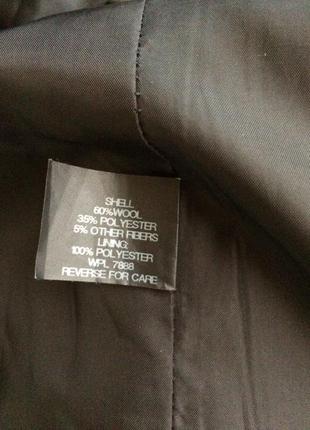 SHELL
60%WOOL
35% POLYESTER
5% OTHER FIBERS
LINING:
100% POLYESTER
WPL 7888
REVERSE FOR CARE